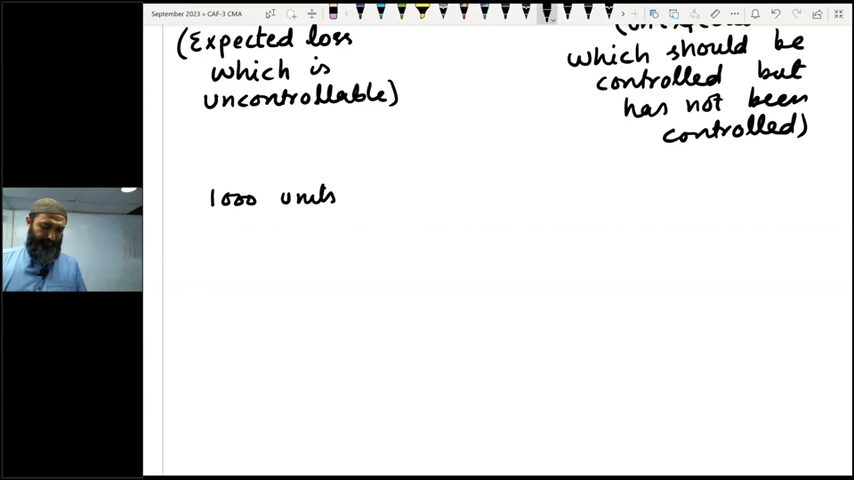 September 2023 » CAF-3 CMA
(Expected loss
which is
uncontrollable)
which should be
controlled but
has not been
controlled)
1000 units